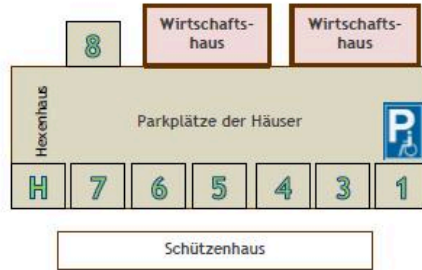 Wirtschafts-
haus
Wirtschafts-
haus
8
Hexenhaus
Parkplätze der Häuser
P
H
7
6
5
4
3
1
Schützenhaus